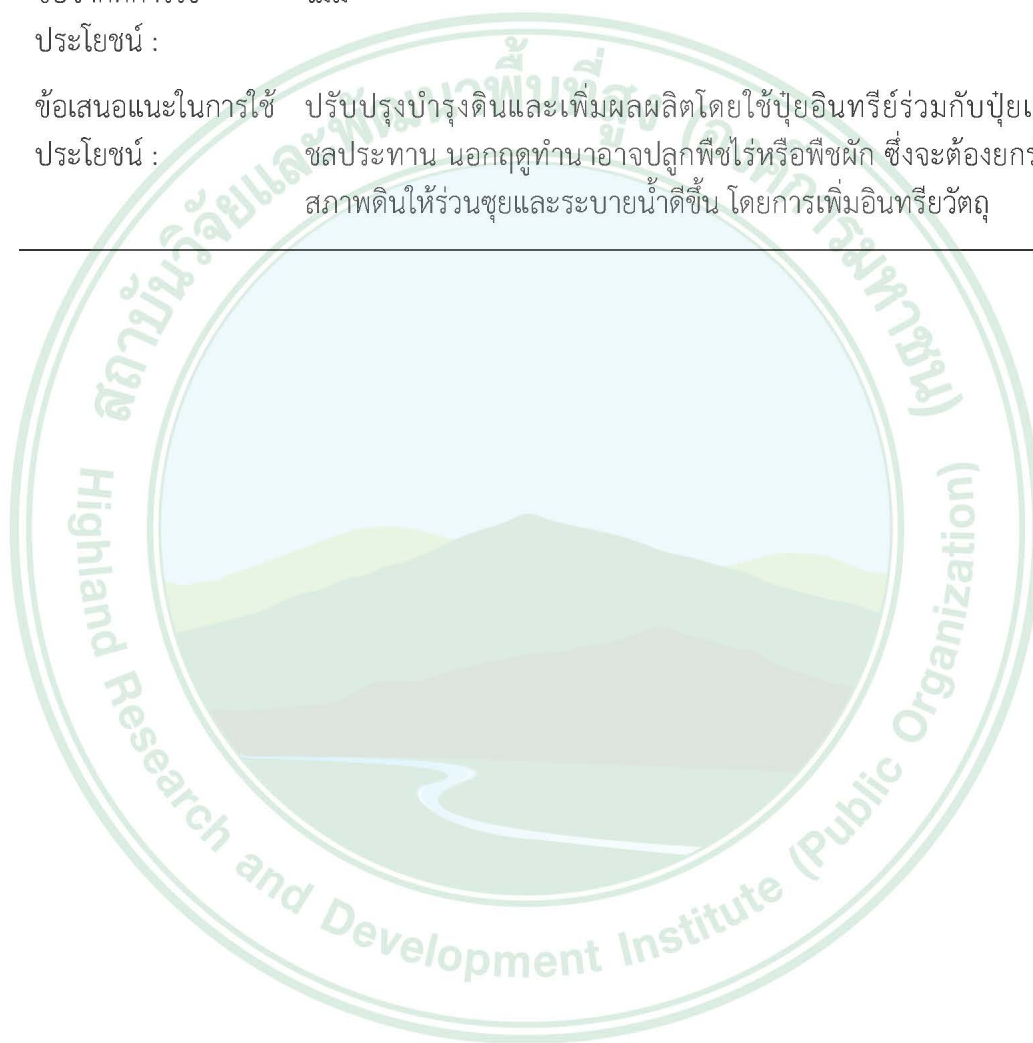 ประโยชน์ :
ข้อเสนอแนะในการใช้ ปรับปรุงบำรุงดินและเพิ่มผลผลิตโดยใช้ปุ๋ยอินทรีย์ร่วมกับปุ๋ย
ประโยชน์ : ชลประทาน นอกฤดูทำนาอาจปลูกพืชไร่หรือพืชผัก ซึ่งจะต้อง
สภาพดินให้ร่วนซุยและระบายน้ำดีขึ้น โดยการเพิ่มอินทรียวัตถุ
สถาบันวิจัยและพัฒนาพื้นที่สูง (องค์การมหาชน)
Highland Research and Development Institute (Public Organization)